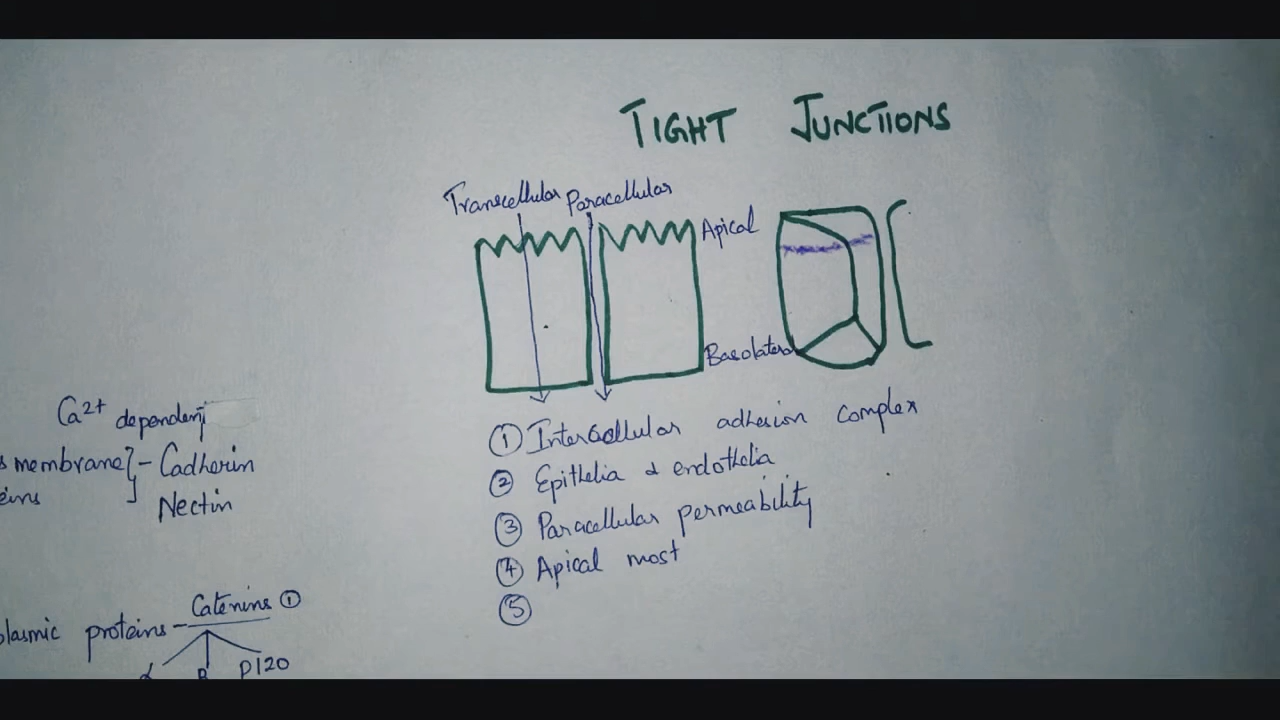 TIGHT JUNCTIONS
Transcellular Paracellular
Apical
Basolateral
① Intercellular adhesion complex
② Epithelia & endothelia
③ Paracellular permeability
④ Apical most
⑤
Ca2+ dependent
membrane} - Cadherin
Nectin
proteins - Catenins ①
α β P120